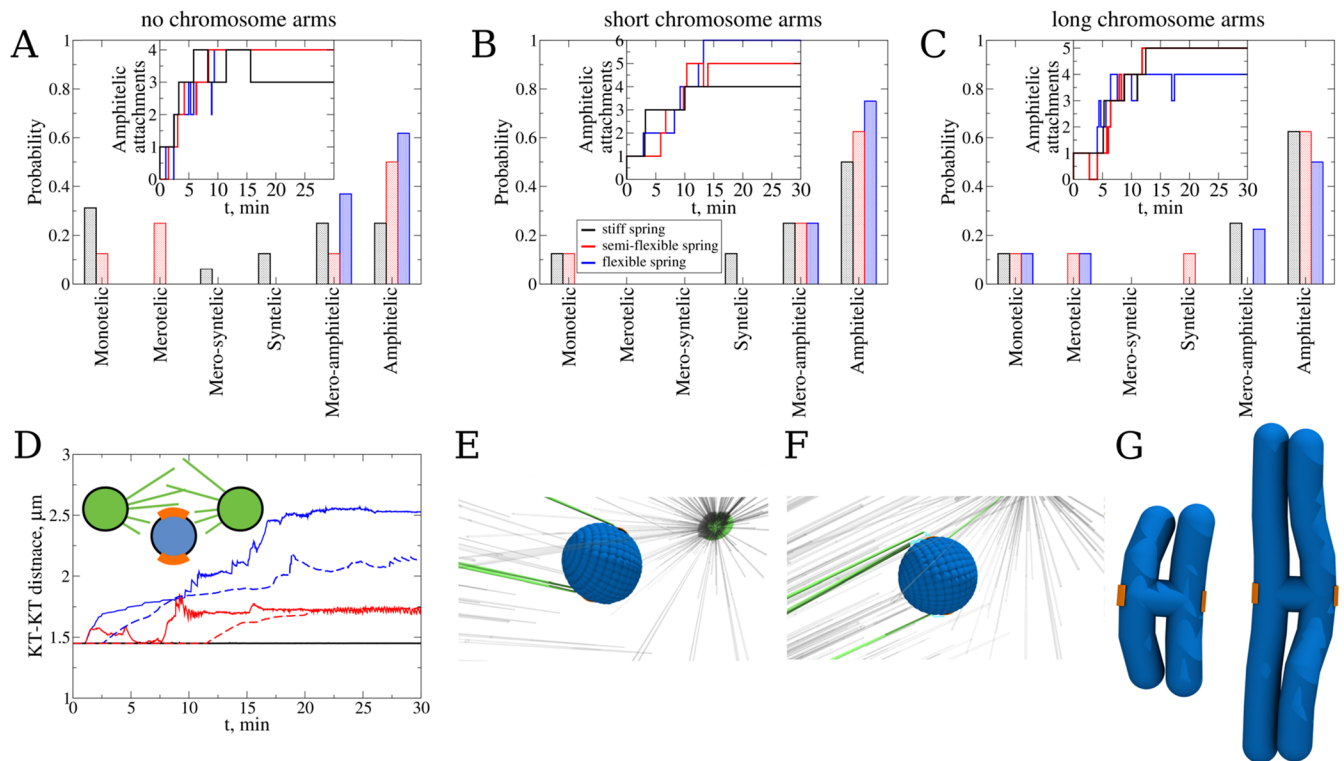 no chromosome arms
short chromosome arms
long chromosome arms
A
1
0.8
0.6
0.4
0.2
0
Probability
Amphitelic
attachments
4
3
2
1
0
0
5
10
15
20
25
t, min
Monotelic
Merotelic
Mero-syntelic
Syntelic
Mero-amphitelic
Amphitelic
B
1
0.8
0.6
0.4
0.2
0
Probability
Amphitelic
attachments
6
5
4
3
2
1
0
0
5
10
15
20
25
30
t, min
stiff spring
semi-flexible spring
flexible spring
Monotelic
Merotelic
Mero-syntelic
Syntelic
Mero-amphitelic
Amphitelic
C
1
0.8
0.6
0.4
0.2
0
Probability
Amphitelic
attachments
5
4
3
2
1
0
0
5
10
15
20
25
30
t, min
Monotelic
Merotelic
Mero-syntelic
Syntelic
Mero-amphitelic
Amphitelic
D
3
2.5
2
1.5
1
KT-KT distnace, μm
0
5
10
15
20
25
30
t, min
E
F
G